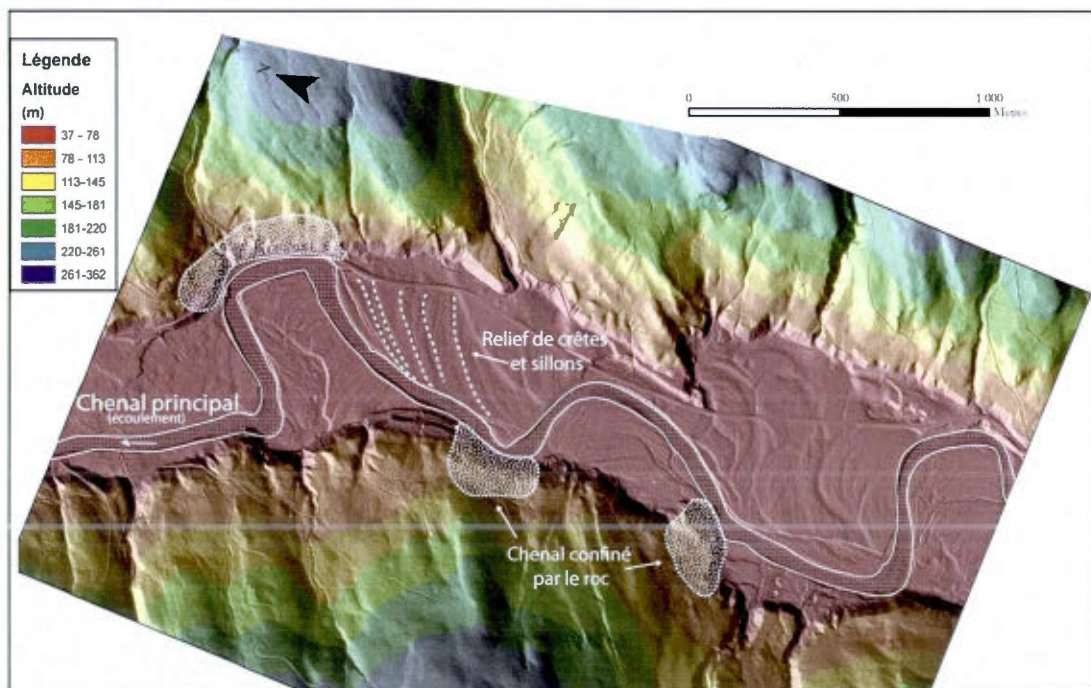 Légende
Altitude
(m)
37 - 78
78 - 113
113-145
145-181
181-220
220-261
261-362
0 500 1 000
Relief de crêtes
et sillons
Chenal principal
(écoulement)
Chenal confiné
par le roc